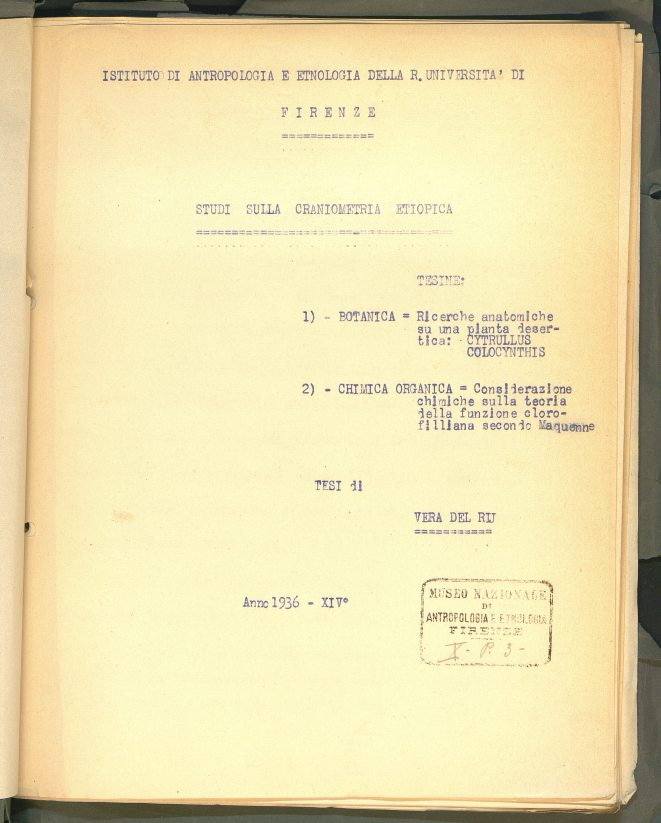 ISTITUTO DI ANTROPOLOGIA E ETNOLOGIA DELLA R. UNIVERSITA' DI
F I R E N Z E
STUDI SULLA CRANIOMETRIA ETIOPICA
TESINE:
1) - BOTANICA = Ricerche anatomiche
su una pianta deser-
tica: CYTRULLUS
COLOCYNTHIS
2) - CHIMICA ORGANICA = Considerazione
chimiche sulla teoria
della funzione cloro-
filliana secondo Maquenne
TESI di
VERA DEL RIJ
Anno 1936 - XIV°
MUSEO NAZIONALE
DI
ANTROPOLOGIA E ETNOLOGIA
FIRENZE
X - P. 3 -